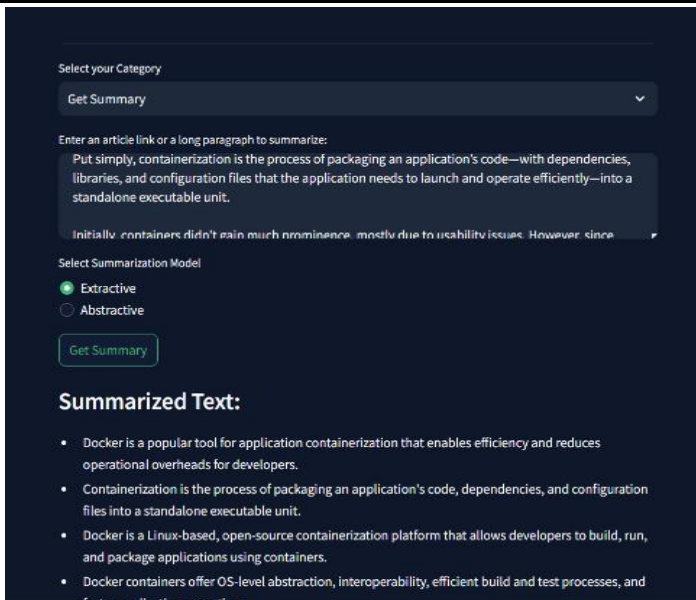 Select your Category
Get Summary
Enter an article link or a long paragraph to summarize:
Put simply, containerization is the process of packaging an application's code—with dependencies,
libraries, and configuration files that the application needs to launch and operate efficiently—into a
standalone executable unit.
Initially, containers didn't gain much prominence, mostly due to usability issues. However, since
Select Summarization Model
Extractive
Abstractive
Get Summary
Summarized Text:
• Docker is a popular tool for application containerization that enables efficiency and reduces
operational overheads for developers.
• Containerization is the process of packaging an application's code, dependencies, and configuration
files into a standalone executable unit.
• Docker is a Linux-based, open-source containerization platform that allows developers to build, run,
and package applications using containers.
• Docker containers offer OS-level abstraction, interoperability, efficient build and test processes, and